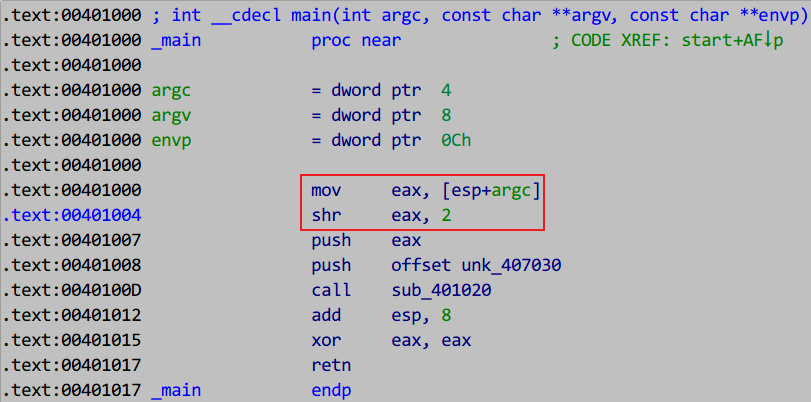 .text:00401000 ; int __cdecl main(int argc, const char **argv, const char **envp)
.text:00401000 _main proc near ; CODE XREF: start+AF↓p
.text:00401000
.text:00401000 argc = dword ptr 4
.text:00401000 argv = dword ptr 8
.text:00401000 envp = dword ptr 0Ch
.text:00401000
.text:00401000 mov eax, [esp+argc]
.text:00401004 shr eax, 2
.text:00401007 push eax
.text:00401008 push offset unk_407030
.text:0040100D call sub_401020
.text:00401012 add esp, 8
.text:00401015 xor eax, eax
.text:00401017 retn
.text:00401017 _main endp